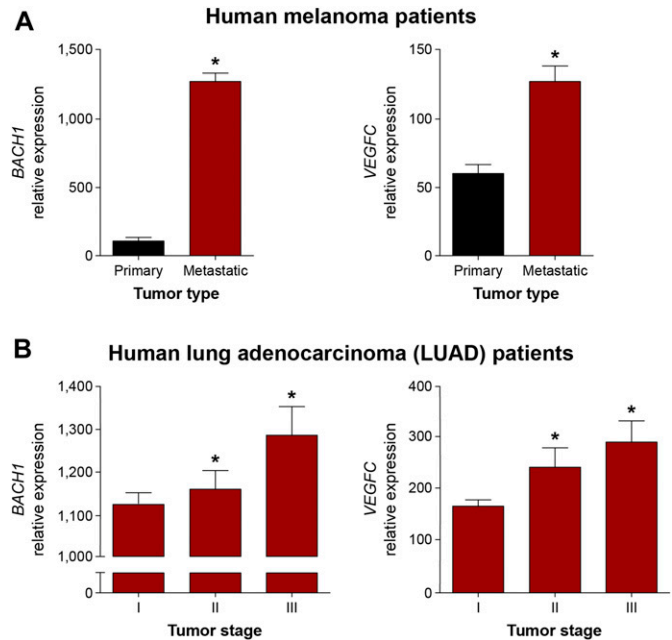 A
Human melanoma patients
BACH1
relative expression
1,500
1,000
500
0
*
Primary
Metastatic
Tumor type
VEGFC
relative expression
150
100
50
0
*
Primary
Metastatic
Tumor type
B
Human lung adenocarcinoma (LUAD) patients
BACH1
relative expression
1,400
1,300
1,200
1,100
1,000
0
*
*
I
II
III
Tumor stage
VEGFC
relative expression
400
300
200
100
0
*
*
I
II
III
Tumor stage